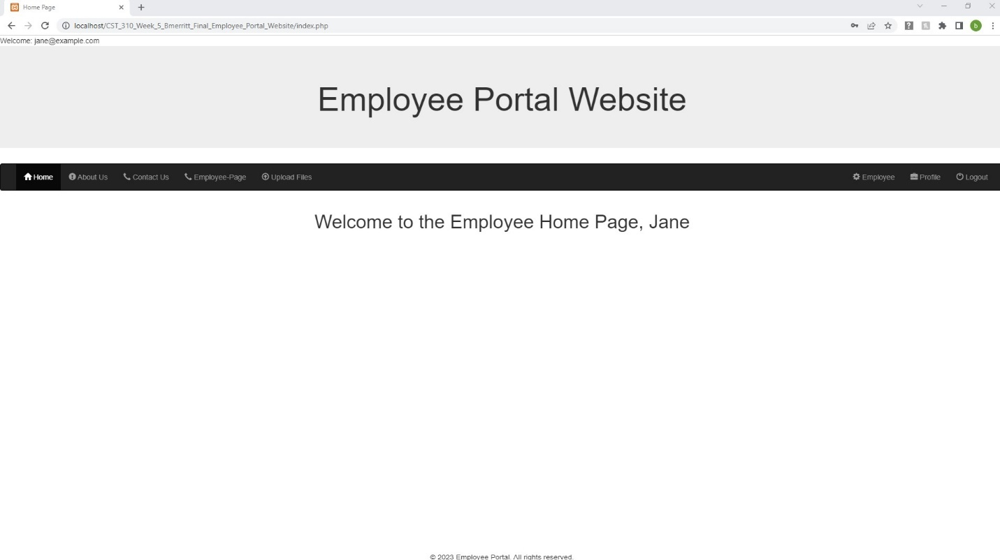 Home Page
localhost/CST_310_Week_5_Bmerritt_Final_Employee_Portal_Website/index.php
b
Welcome: jane@example.com
Employee Portal Website
Home About Us Contact Us Employee-Page Upload Files Employee Profile Logout
Welcome to the Employee Home Page, Jane
© 2023 Employee Portal. All rights reserved.